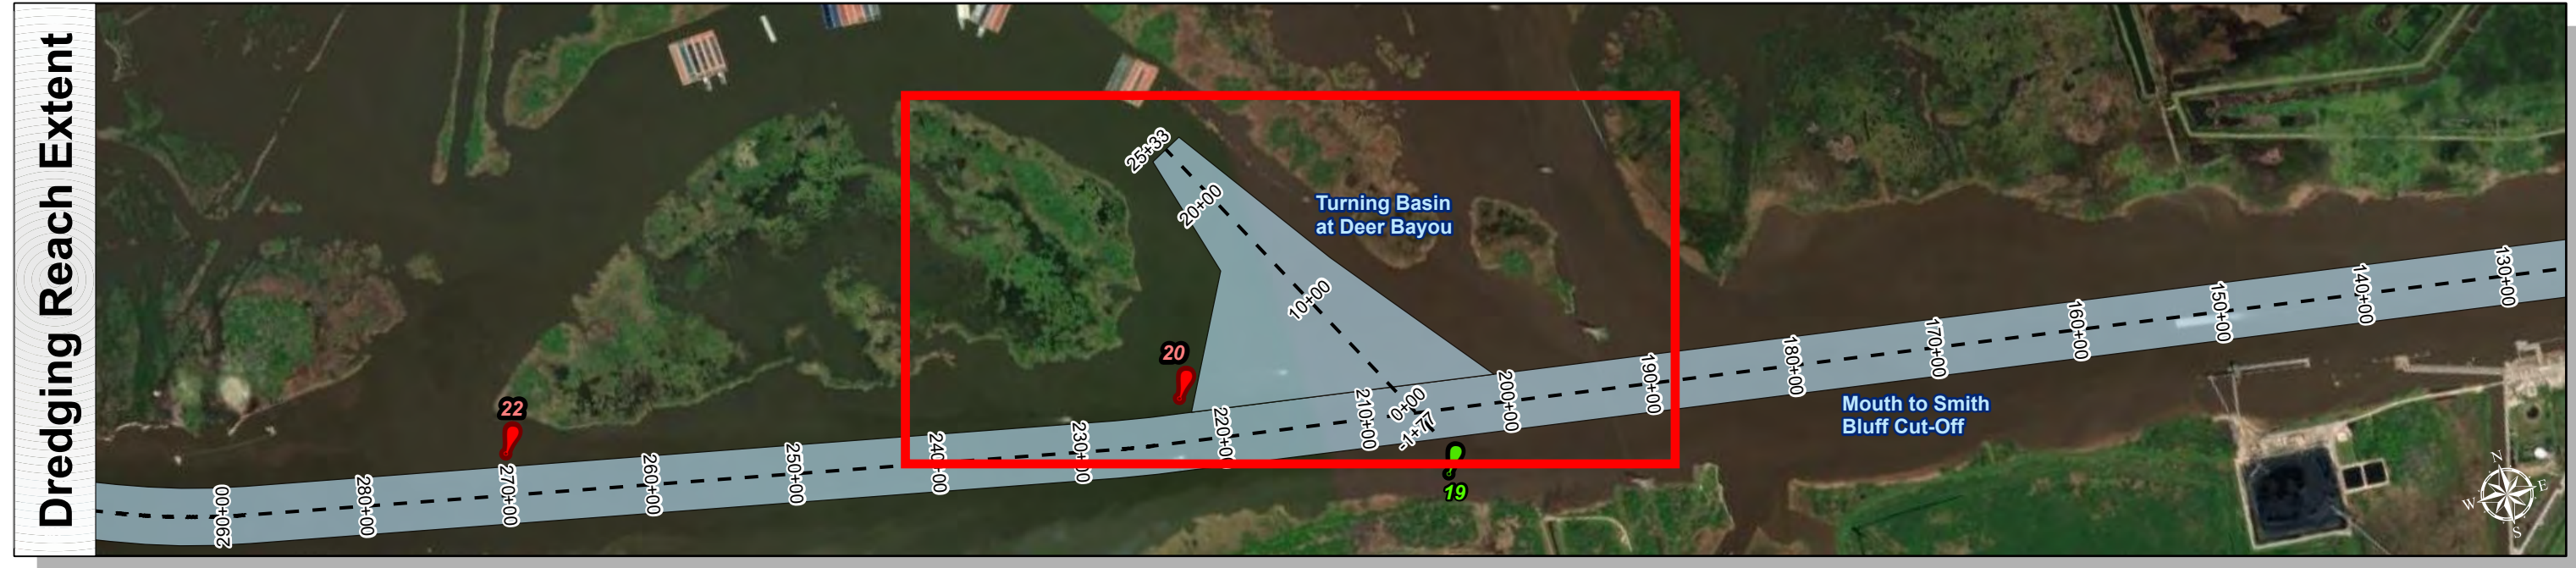 Dredging Reach Extent
25+33
20+00
Turning Basin
at Deer Bayou
10+00
0+00
-1+77
20
22
19
290+00
280+00
270+00
260+00
250+00
240+00
230+00
220+00
210+00
200+00
190+00
180+00
170+00
160+00
150+00
140+00
130+00
Mouth to Smith
Bluff Cut-Off
N
W
E
S